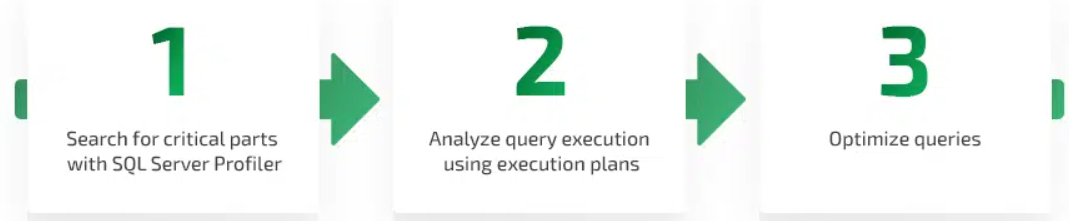 1
Search for critical parts
with SQL Server Profiler
2
Analyze query execution
using execution plans
3
Optimize queries